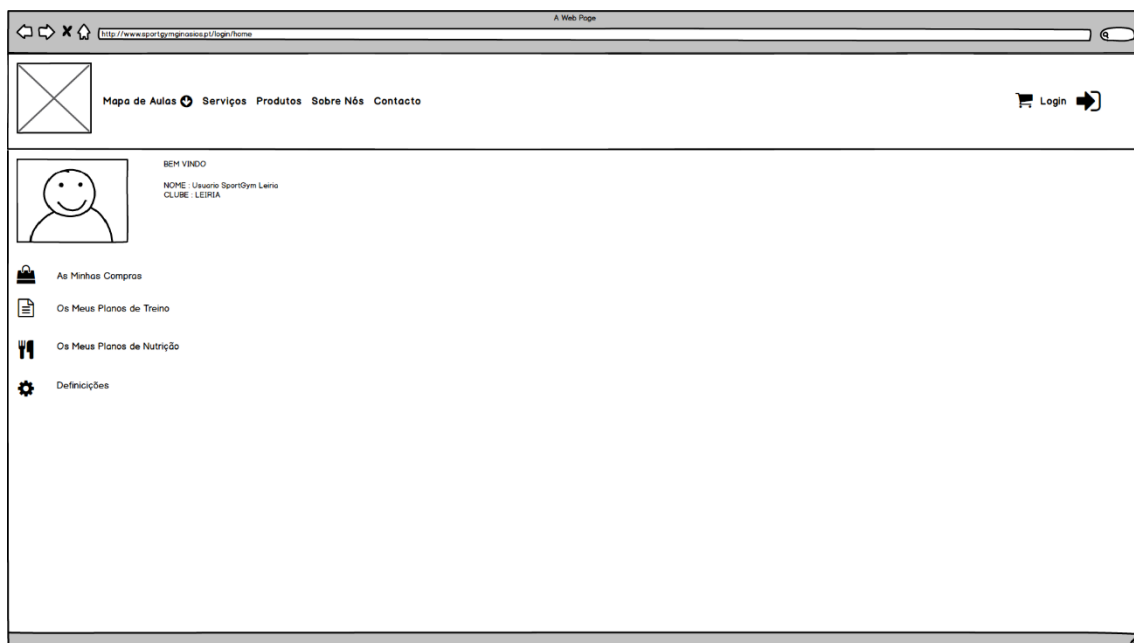 A Web Page
http://www.sportgymginasios.pt/login/home
Mapa de Aulas Serviços Produtos Sobre Nós Contacto
Login
BEM VINDO
NOME : Usuario SportGym Leiria
CLUBE : LEIRIA
As Minhas Compras
Os Meus Planos de Treino
Os Meus Planos de Nutrição
Definicições